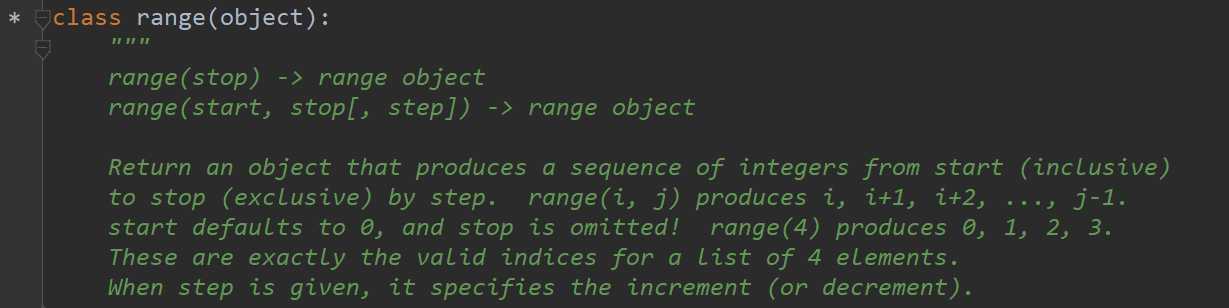 * class range(object):
"""
range(stop) -> range object
range(start, stop[, step]) -> range object
Return an object that produces a sequence of integers from start (inclusive)
to stop (exclusive) by step.  range(i, j) produces i, i+1, i+2, ..., j-1.
start defaults to 0, and stop is omitted!  range(4) produces 0, 1, 2, 3.
These are exactly the valid indices for a list of 4 elements.
When step is given, it specifies the increment (or decrement).